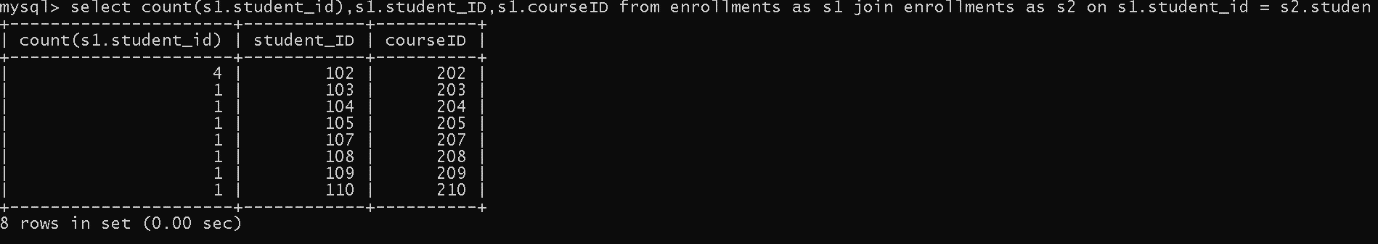 mysql> select count(s1.student_id),s1.student_ID,s1.courseID from enrollments as s1 join enrollments as s2 on s1.student_id = s2.studen
+----------------------+------------+----------+
| count(s1.student_id) | student_ID | courseID |
+----------------------+------------+----------+
|                    4 |        102 |      202 |
|                    1 |        103 |      203 |
|                    1 |        104 |      204 |
|                    1 |        105 |      205 |
|                    1 |        107 |      207 |
|                    1 |        108 |      208 |
|                    1 |        109 |      209 |
|                    1 |        110 |      210 |
+----------------------+------------+----------+
8 rows in set (0.00 sec)